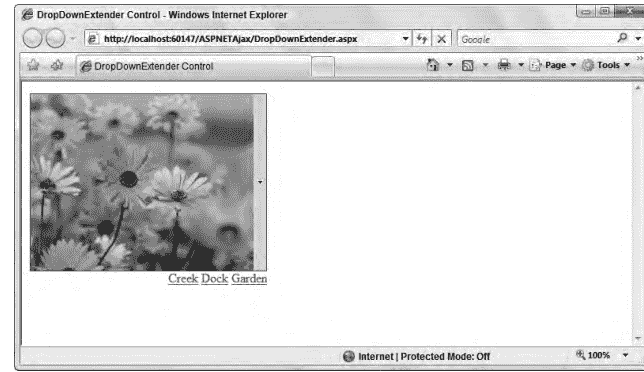 DropDownExtender Control - Windows Internet Explorer
http://localhost:60147/ASPNETAjax/DropDownExtender.aspx
Google
DropDownExtender Control
Page
Tools
Creek Dock Garden
Internet | Protected Mode: Off
100%